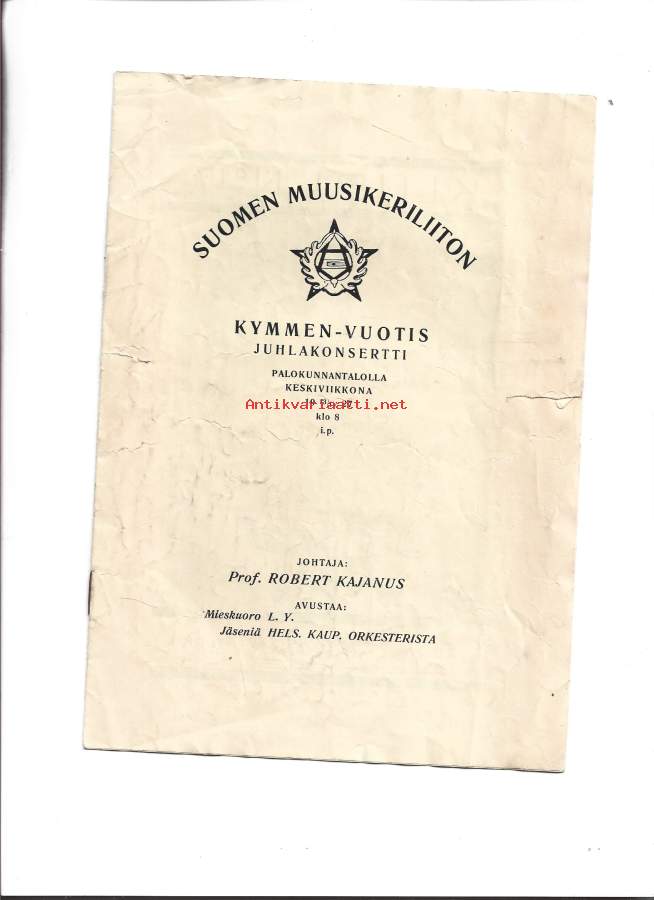 SUOMEN MUUSIKERILIITON
KYMMEN-VUOTIS
JUHLAKONSERTTI
PALOKUNNANTALOLLA
KESKIVIIKKONA
Antikvariaatti.net
klo 8
i.p.
JOHTAJA:
Prof. ROBERT KAJANUS
AVUSTAA:
Mieskuoro L. Y.
Jäseniä HELS. KAUP. ORKESTERISTA